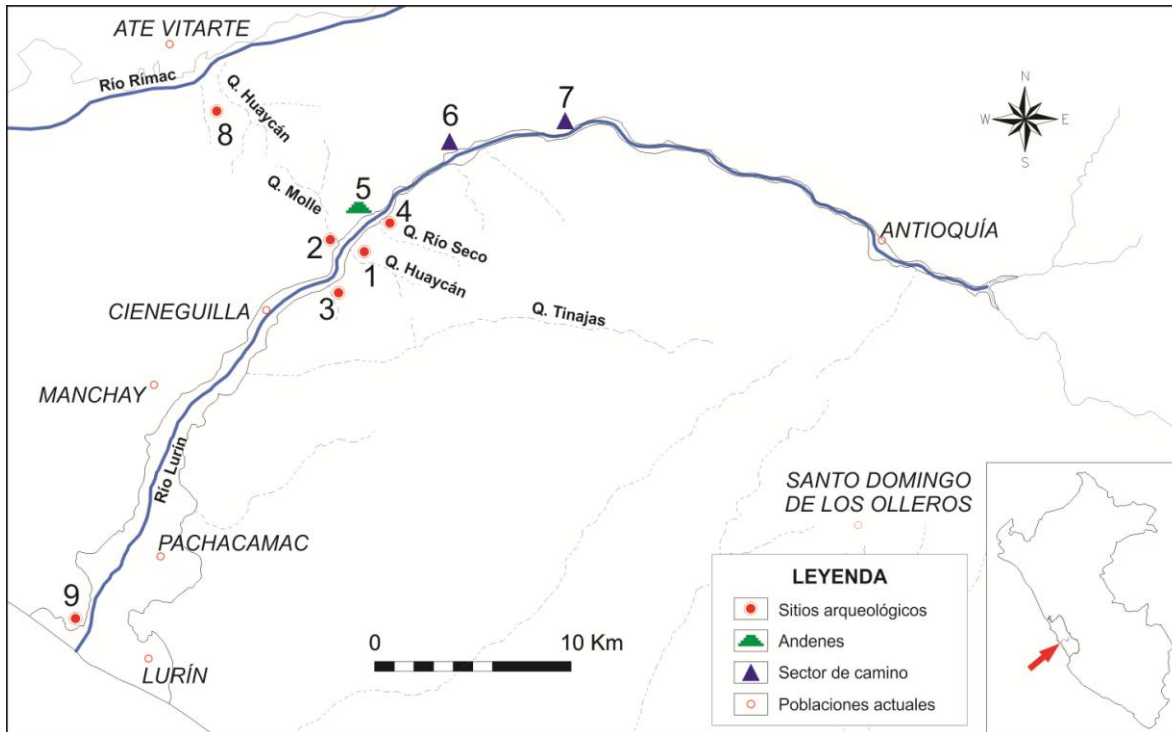 ATE VITARTE
Río Rímac
Q. Huaycán
8
6
7
N
W
E
S
Q. Molle
5
4
2
Q. Río Seco
1
Q. Huaycán
3
ANTIOQUÍA
CIENEGUILLA
Q. Tinajas
MANCHAY
Río Lurín
SANTO DOMINGO
DE LOS OLLEROS
PACHACAMAC
9
LURÍN
0
10 Km
LEYENDA
Sitios arqueológicos
Andenes
Sector de camino
Poblaciones actuales